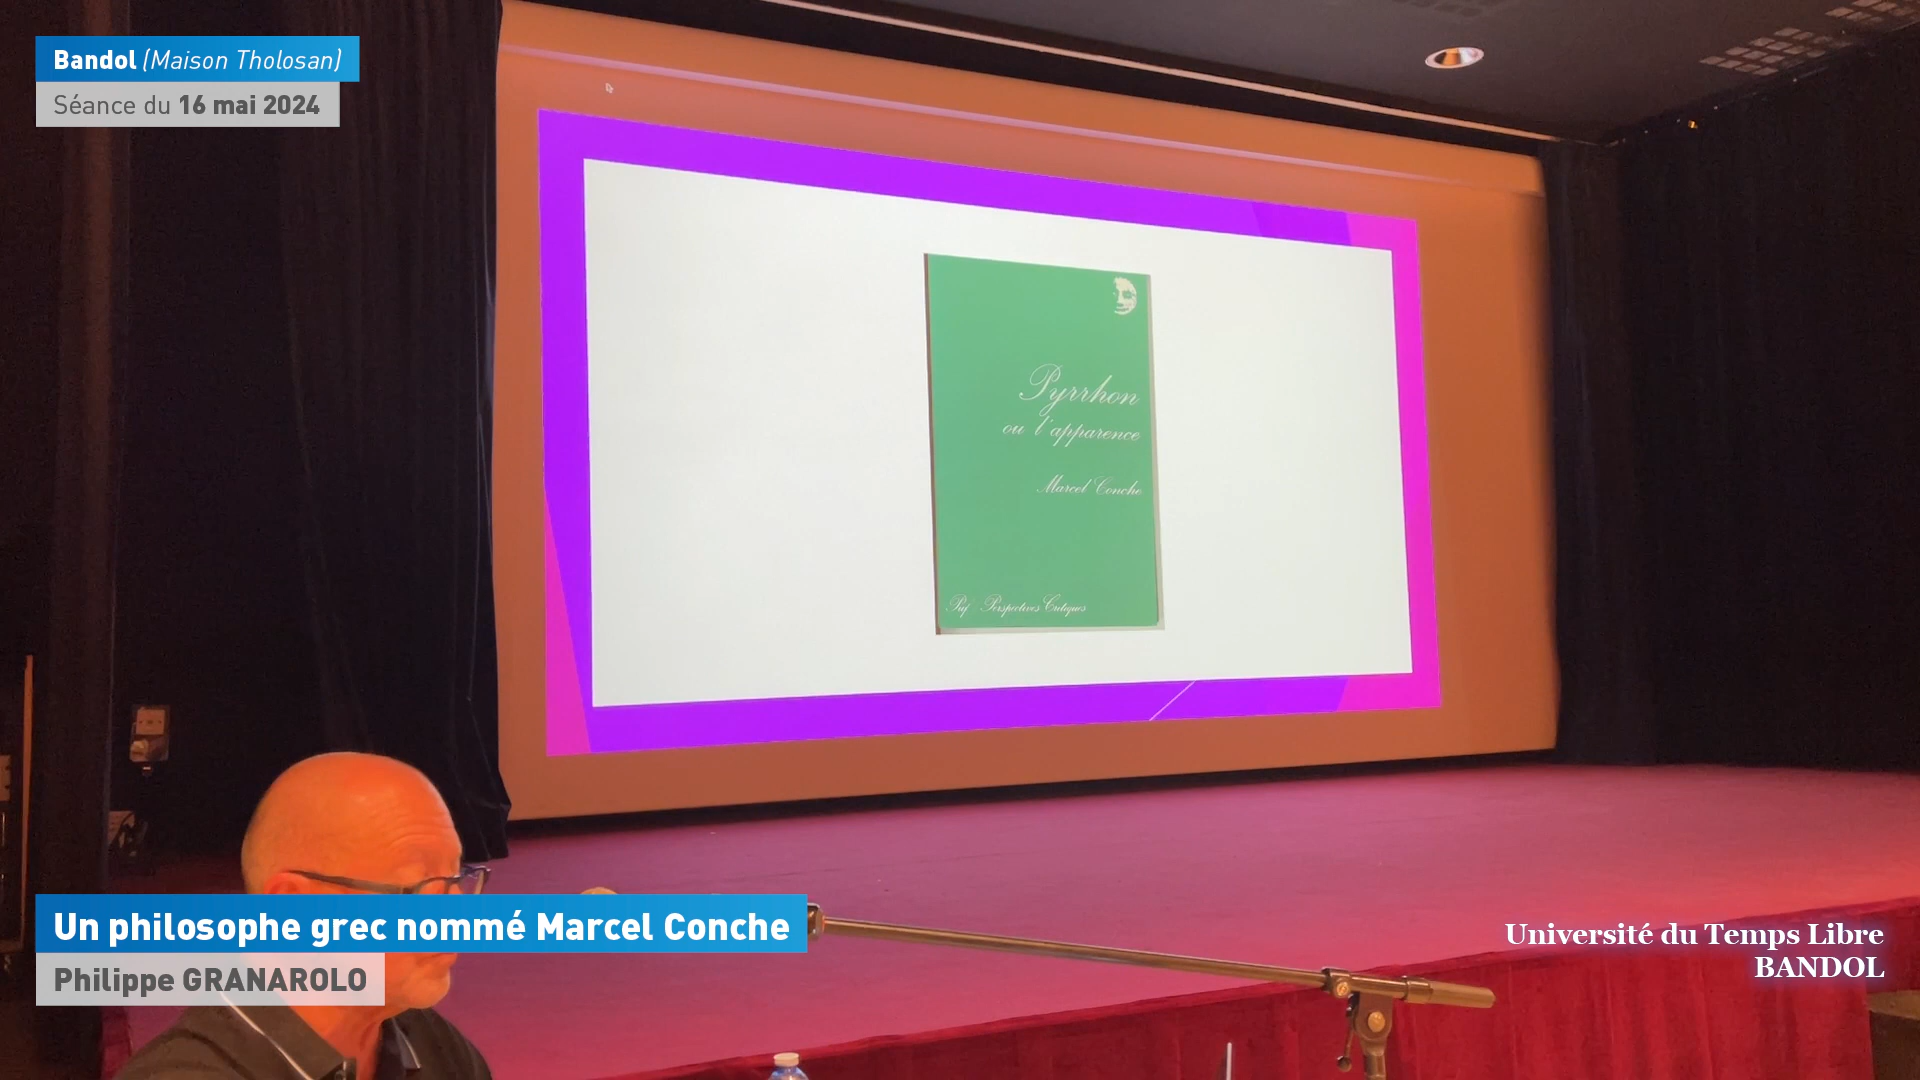 Bandol (Maison Tholosan)
Séance du 16 mai 2024
Pyrrhon
ou l'apparence
Marcel Conche
Puf Perspectives Critiques
Un philosophe grec nommé Marcel Conche
Philippe GRANAROLO
Université du Temps Libre
BANDOL